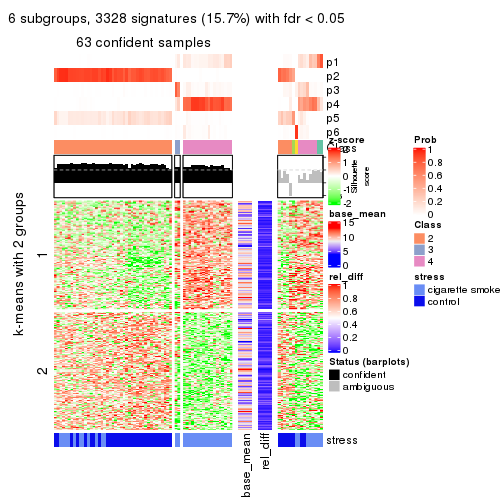 6 subgroups, 3328 signatures (15.7%) with fdr < 0.05
63 confident samples
p1
p2
p3
p4
p5
p6
Class
Silhouette
score
k-means with 2 groups
1
2
base_mean
rel_diff
stress
z-score
2
1
0
-1
-2
base_mean
15
10
5
0
rel_diff
1
0.8
0.6
0.4
0.2
0
Status (barplots)
confident
ambiguous
Prob
1
0.8
0.6
0.4
0.2
0
Class
2
3
4
stress
cigarette smoke
control